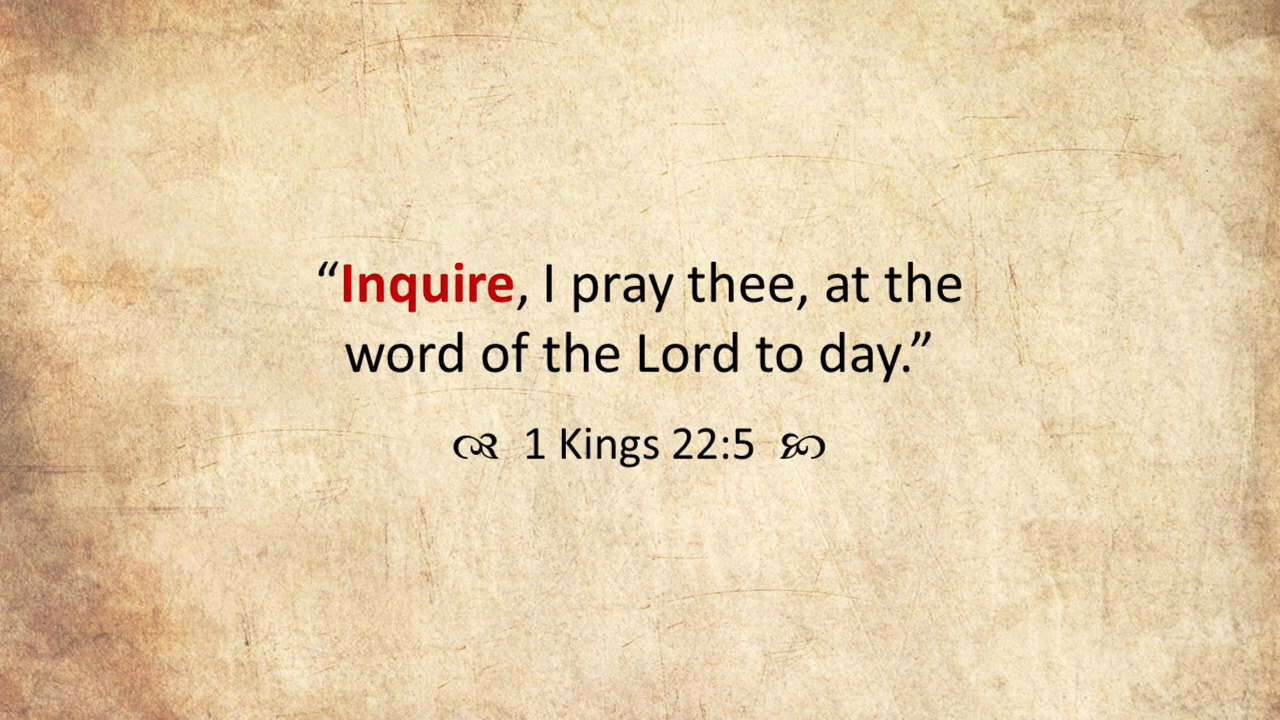 “Inquire, I pray thee, at the
word of the Lord to day.”
1 Kings 22:5